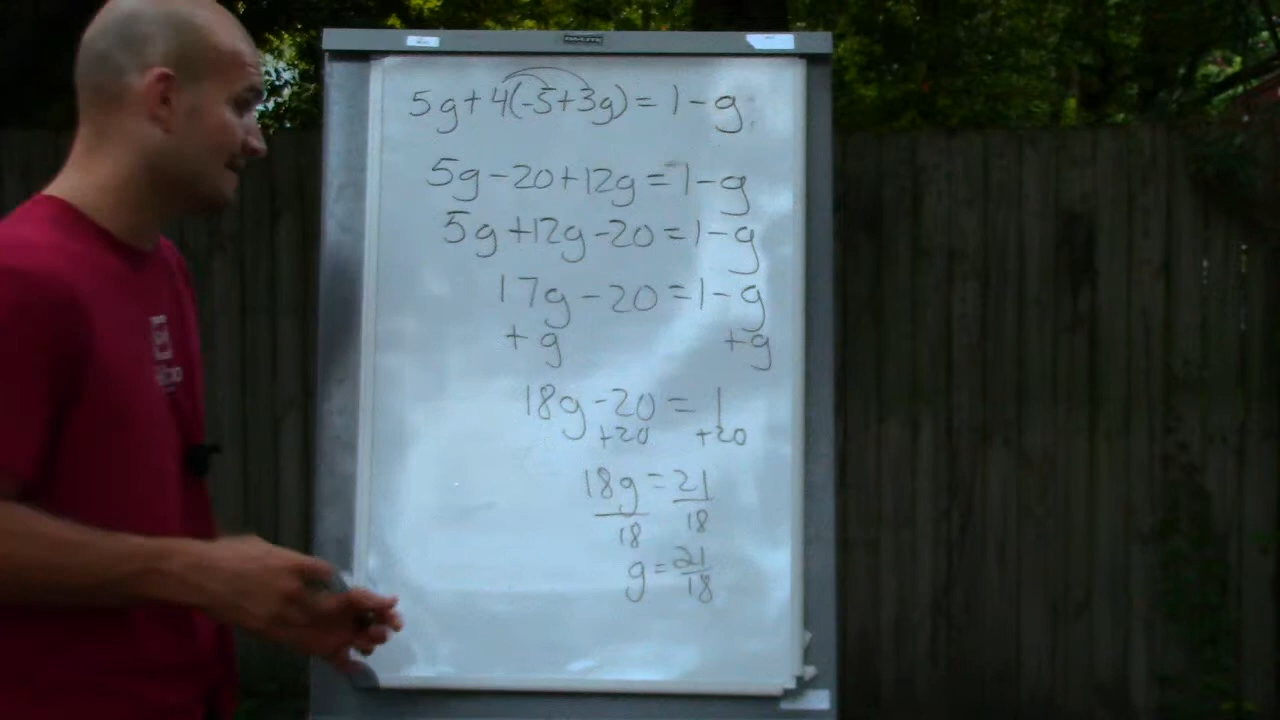 5g+4(-5+3g)=1-g
5g-20+12g=1-g
5g+12g-20=1-g
17g-20=1-g
+g +g
18g-20=1
+20 +20
18g=21
18 18
g=21/18